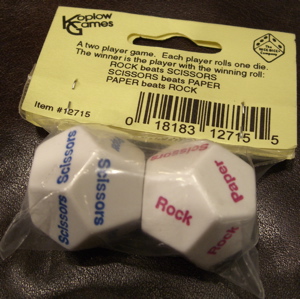 Koplow
Games
A two player game. Each player rolls one die.
The winner is the player with the winning roll:
ROCK beats SCISSORS
SCISSORS beats PAPER
PAPER beats ROCK
Item #12715
0 18183 12715 5
Scissors
Scissors
Scissors
Scissors
Paper
Rock
Rock